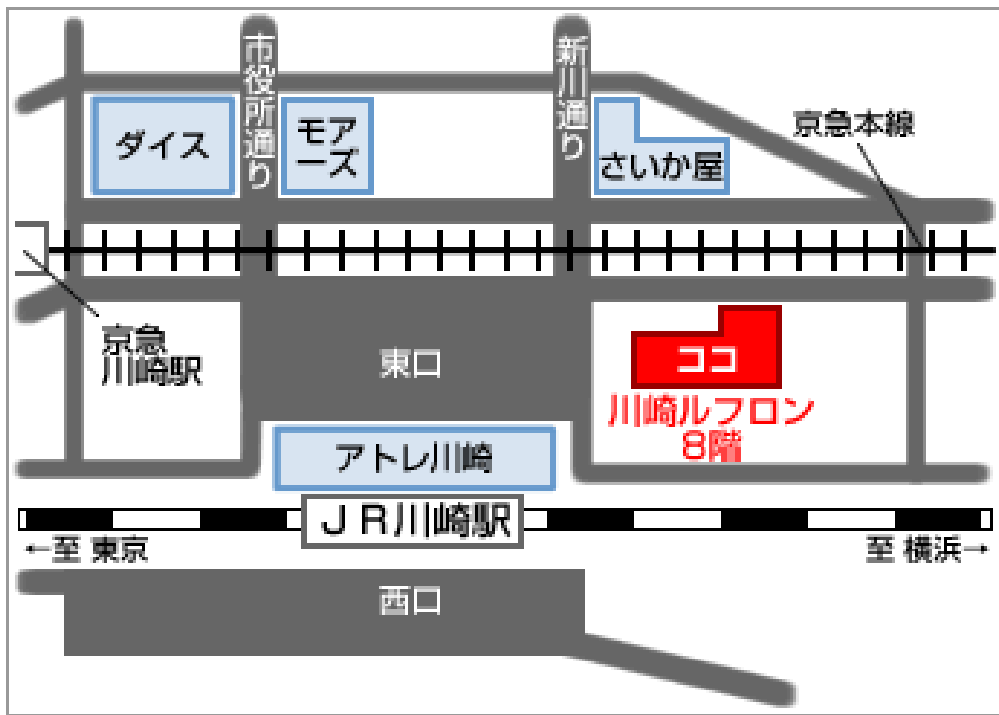 市役所通り
新川通り
京急本線
ダイス
モア
ーズ
さいか屋
京急
川崎駅
東口
ココ
川崎ルフロン
8階
アトレ川崎
JR川崎駅
←至 東京
至 横浜→
西口